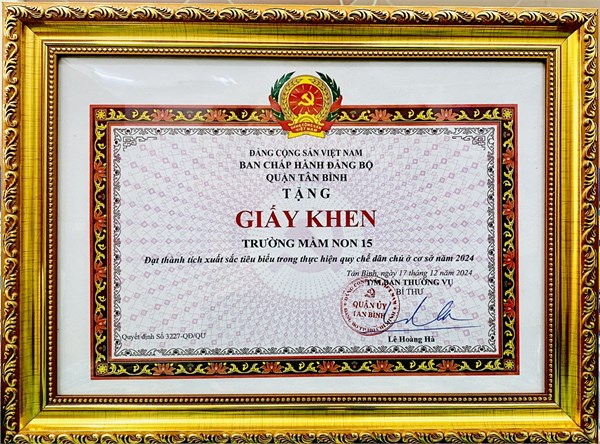 ĐẢNG CỘNG SẢN VIỆT NAM
BAN CHẤP HÀNH ĐẢNG BỘ
QUẬN TÂN BÌNH
TẶNG
GIẤY KHEN
TRƯỜNG MẦM NON 15
Đạt thành tích xuất sắc tiêu biểu trong thực hiện quy chế dân chủ ở cơ sở năm 2024
Tân Bình, ngày 17 tháng 12 năm 2024
T/M BAN THƯỜNG VỤ
BÍ THƯ
QUẬN ỦY
TÂN BÌNH
Quyết định Số 3227-QĐ/QU
Lê Hoàng Hà